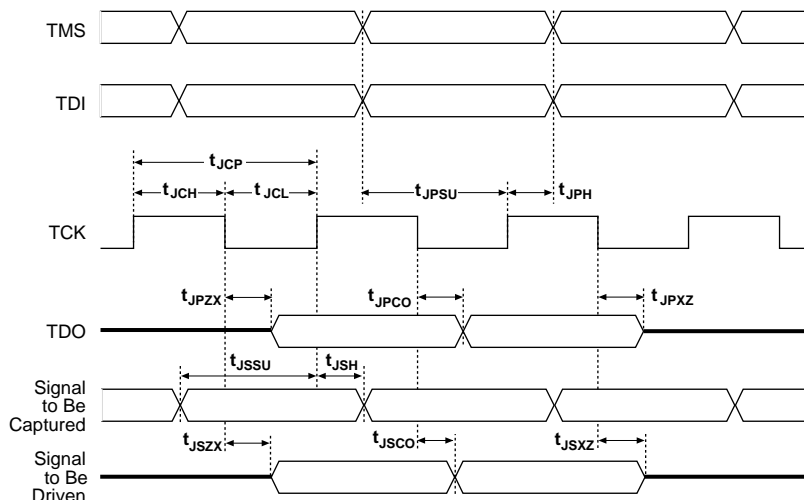 TMS
TDI
tJCP
tJCH
tJCL
tJPSU
tJPH
TCK
tJPZX
tJPCO
tJPXZ
TDO
tJSSU
tJSH
Signal
to Be
Captured
tJSZX
tJSCO
tJSXZ
Signal
to Be
Driven